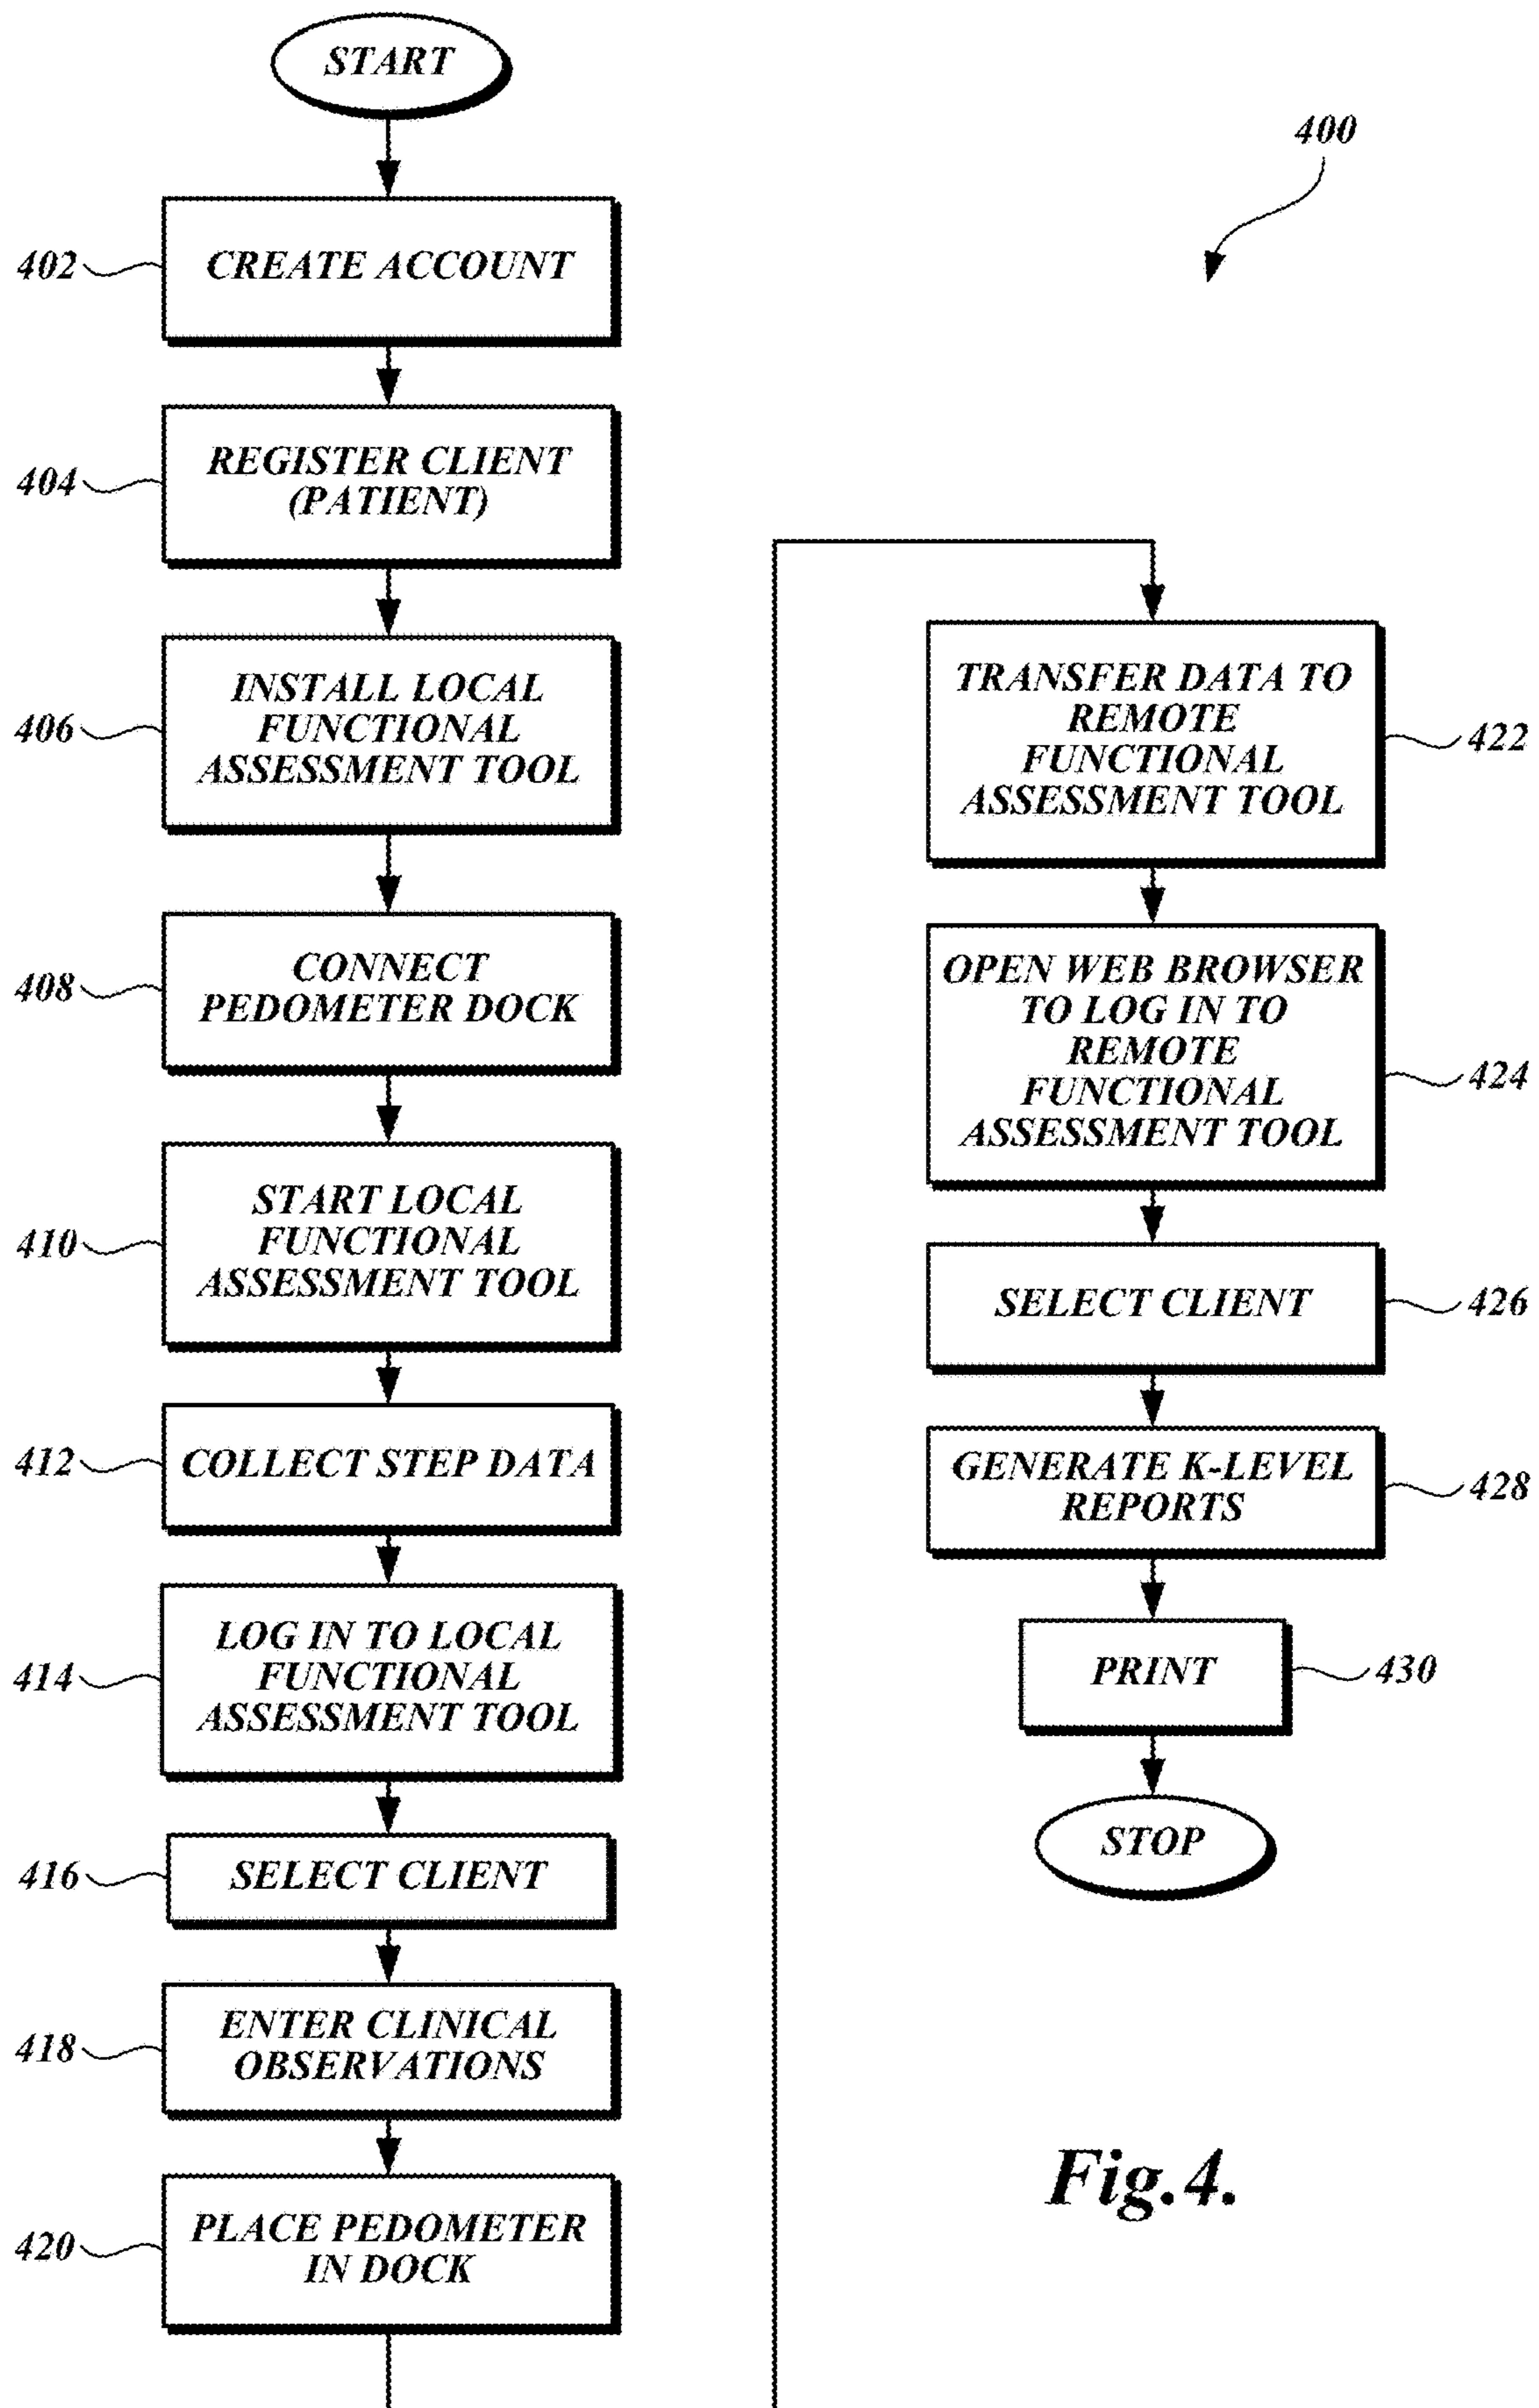 START
400
402
CREATE ACCOUNT
404
REGISTER CLIENT
(PATIENT)
406
INSTALL LOCAL
FUNCTIONAL
ASSESSMENT TOOL
408
CONNECT
PEDOMETER DOCK
410
START LOCAL
FUNCTIONAL
ASSESSMENT TOOL
412
COLLECT STEP DATA
414
LOG IN TO LOCAL
FUNCTIONAL
ASSESSMENT TOOL
416
SELECT CLIENT
418
ENTER CLINICAL
OBSERVATIONS
420
PLACE PEDOMETER
IN DOCK
TRANSFER DATA TO
REMOTE
FUNCTIONAL
ASSESSMENT TOOL
422
OPEN WEB BROWSER
TO LOG IN TO
REMOTE
FUNCTIONAL
ASSESSMENT TOOL
424
SELECT CLIENT
426
GENERATE K-LEVEL
REPORTS
428
PRINT
430
STOP
Fig.4.